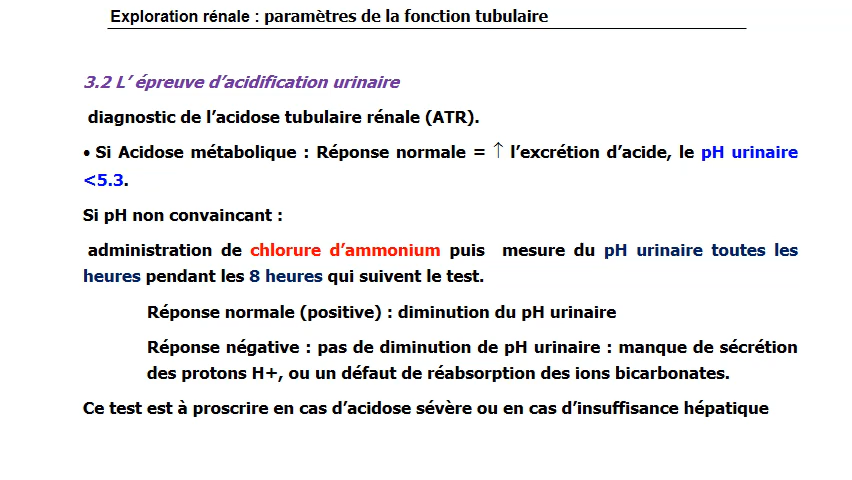 Exploration rénale : paramètres de la fonction tubulaire
3.2 L’ épreuve d’acidification urinaire
diagnostic de l’acidose tubulaire rénale (ATR).
• Si Acidose métabolique : Réponse normale = ↑ l’excrétion d’acide, le pH urinaire
<5.3.
Si pH non convaincant :
administration de chlorure d’ammonium puis mesure du pH urinaire toutes les
heures pendant les 8 heures qui suivent le test.
Réponse normale (positive) : diminution du pH urinaire
Réponse négative : pas de diminution de pH urinaire : manque de sécrétion
des protons H+, ou un défaut de réabsorption des ions bicarbonates.
Ce test est à proscrire en cas d’acidose sévère ou en cas d’insuffisance hépatique